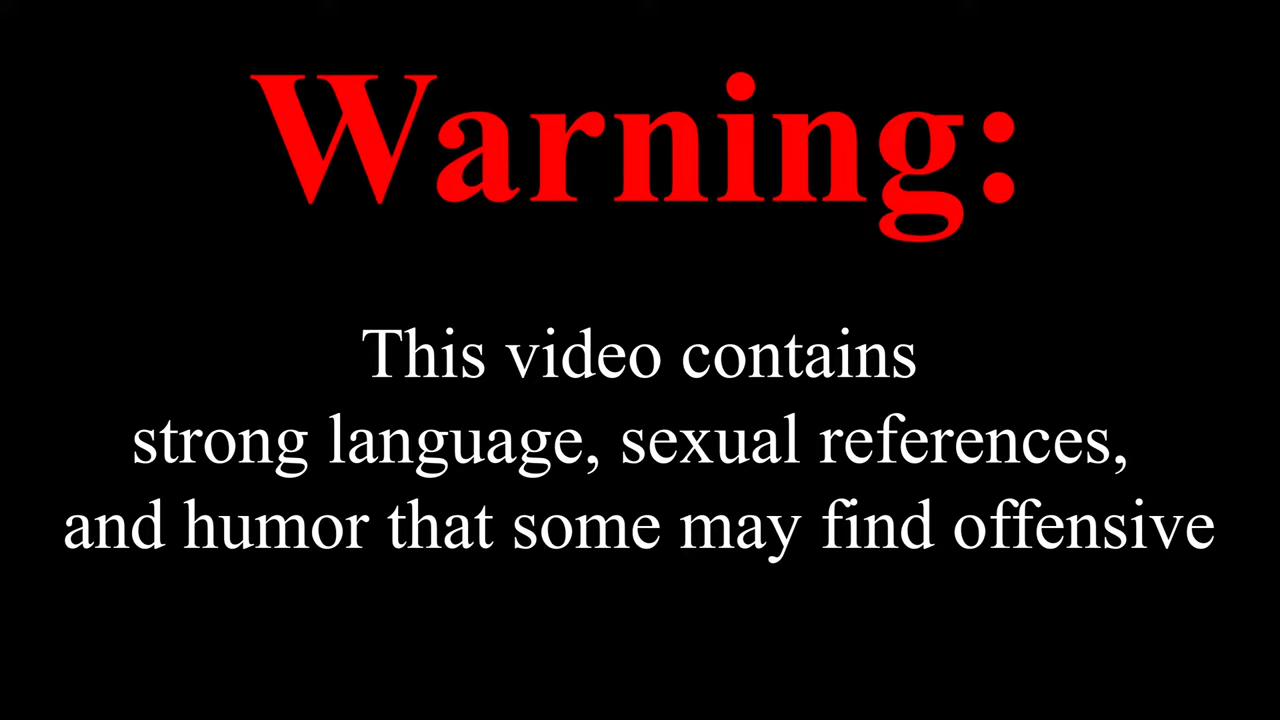 Warning:
This video contains
strong language, sexual references,
and humor that some may find offensive